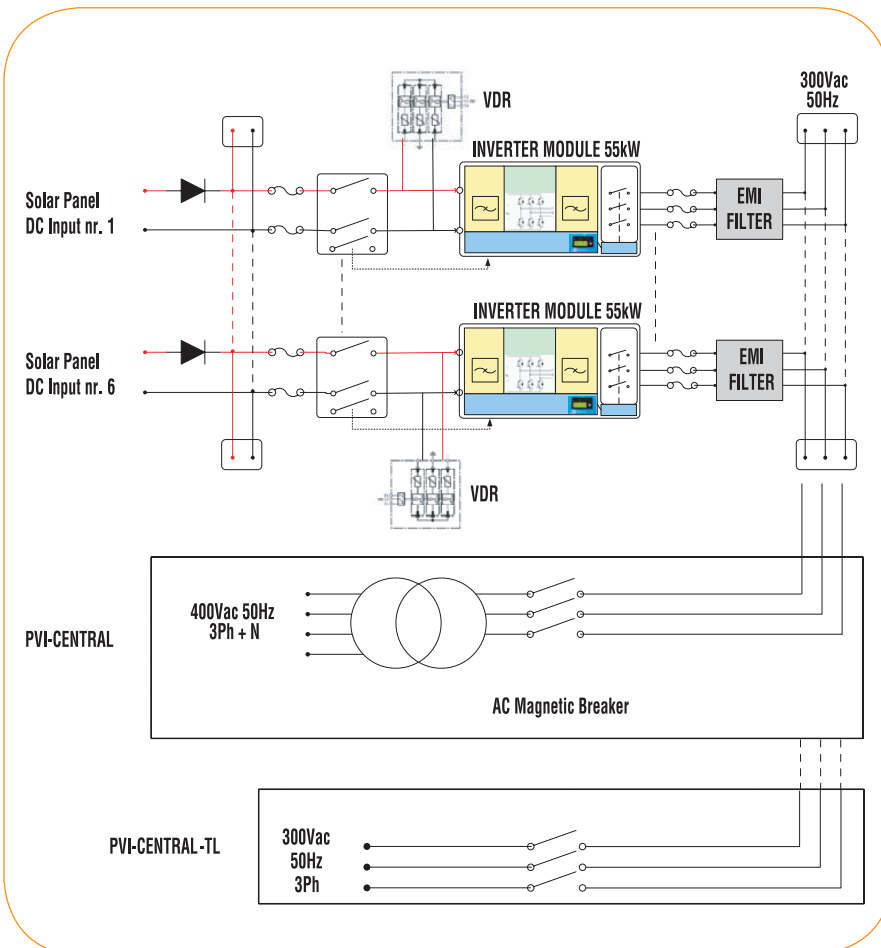 VDR
300Vac
50Hz
INVERTER MODULE 55kW
Solar Panel
DC Input nr. 1
EMI
FILTER
INVERTER MODULE 55kW
Solar Panel
DC Input nr. 6
EMI
FILTER
VDR
400Vac 50Hz
3Ph + N
PVI-CENTRAL
AC Magnetic Breaker
PVI-CENTRAL-TL
300Vac
50Hz
3Ph